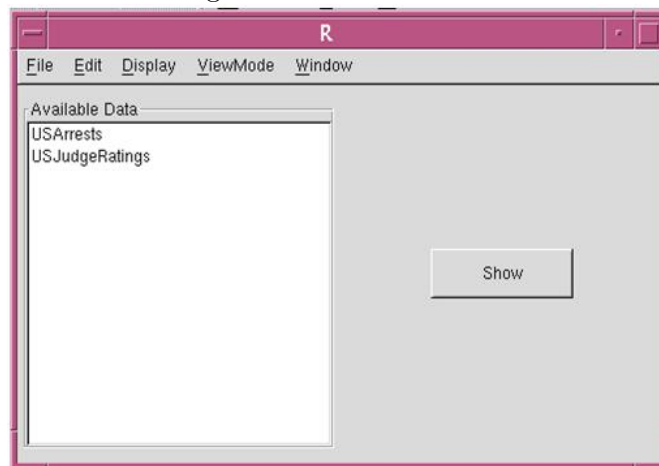 R
File Edit Display ViewMode Window
Available Data
USArrests
USJudgeRatings
Show